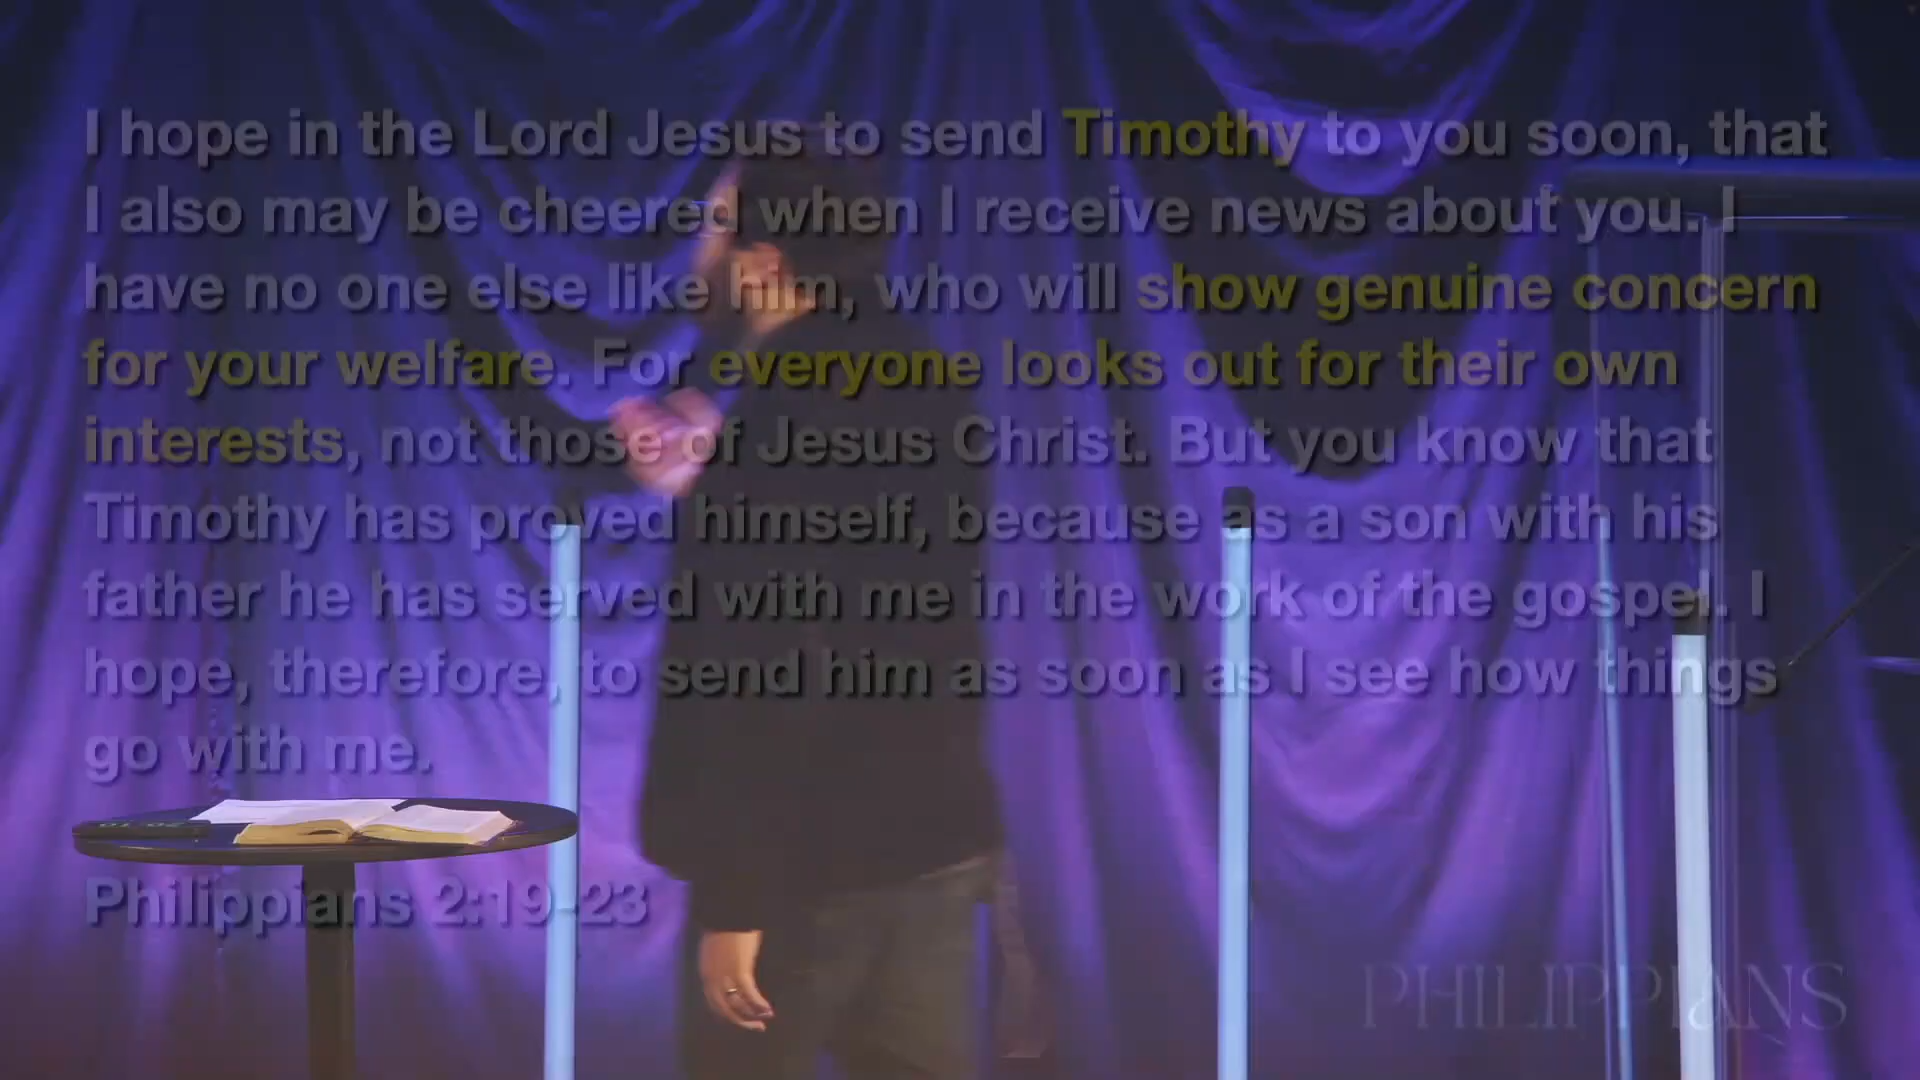 I hope in the Lord Jesus to send Timothy to you soon, that
I also may be cheered when I receive news about you. I
have no one else like him, who will show genuine concern
for your welfare. For everyone looks out for their own
interests, not those of Jesus Christ. But you know that
Timothy has proved himself, because as a son with his
father he has served with me in the work of the gospel. I
hope, therefore, to send him as soon as I see how things
go with me.
Philippians 2:19-23
PHILIPPIANS